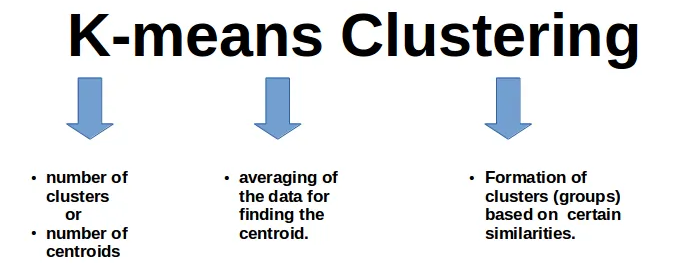 K-means Clustering
• number of
clusters
or
• number of
centroids
• averaging of
the data for
finding the
centroid.
• Formation of
clusters (groups)
based on certain
similarities.